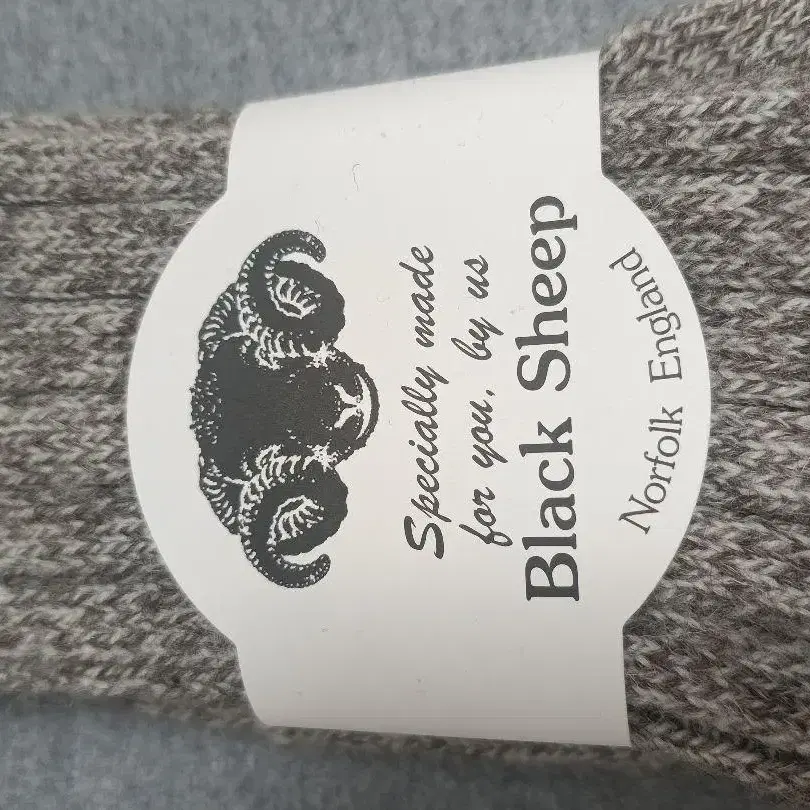 Specially made
for you, by us
Black Sheep
Norfolk England